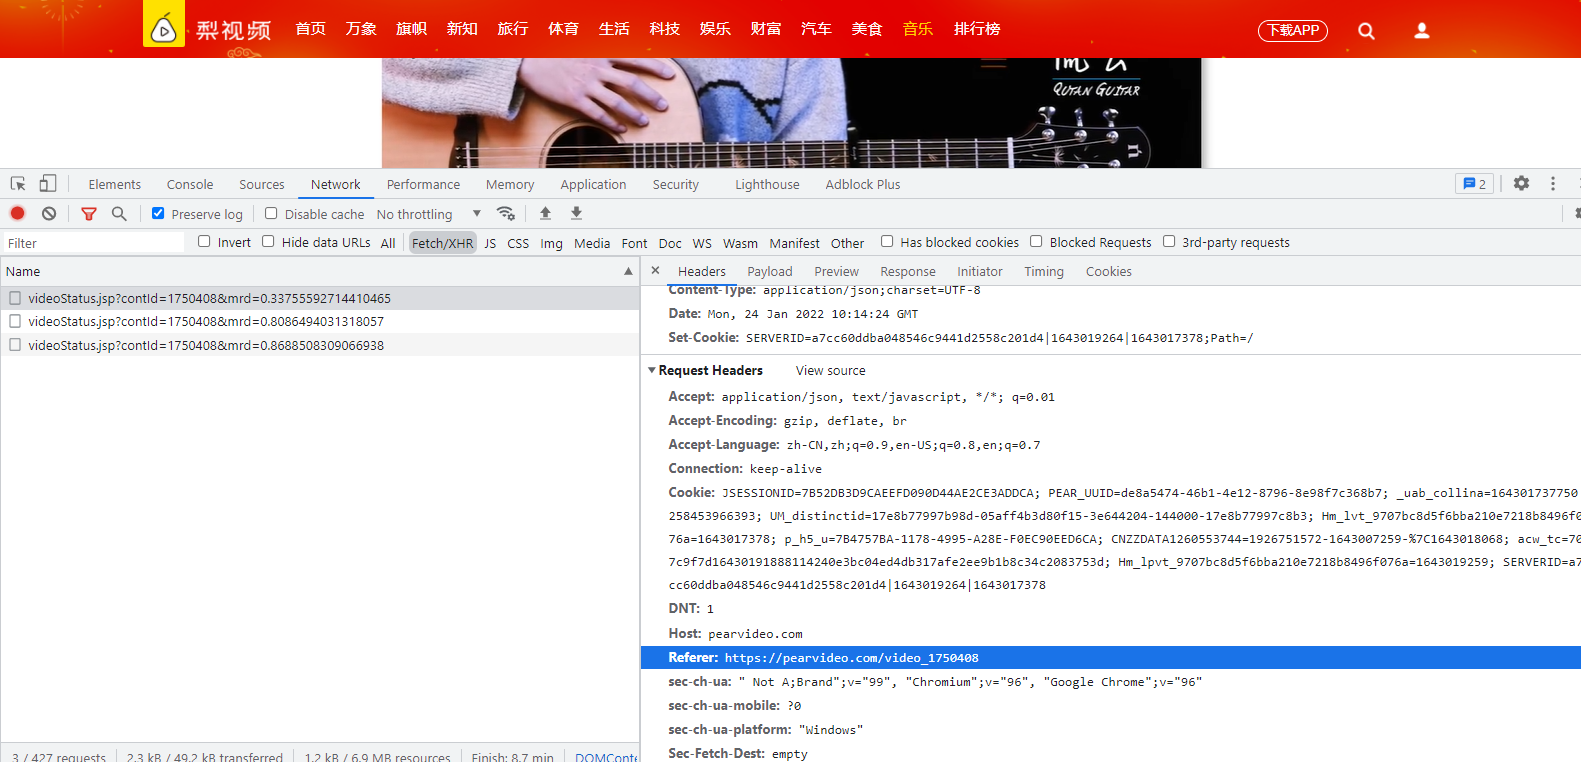 梨视频 首页 万象 旗帜 新知 旅行 体育 生活 科技 娱乐 财富 汽车 美食 音乐 排行榜 下载APP
QUTAN GUITAR
Elements Console Sources Network Performance Memory Application Security Lighthouse Adblock Plus 2
Preserve log Disable cache No throttling
Filter Invert Hide data URLs All Fetch/XHR JS CSS Img Media Font Doc WS Wasm Manifest Other Has blocked cookies Blocked Requests 3rd-party requests
Name
Headers Payload Preview Response Initiator Timing Cookies
videoStatus.jsp?contId=1750408&mrd=0.33755592714410465
videoStatus.jsp?contId=1750408&mrd=0.8086494031318057
videoStatus.jsp?contId=1750408&mrd=0.8688508309066938
Content-Type: application/json;charset=UTF-8
Date: Mon, 24 Jan 2022 10:14:24 GMT
Set-Cookie: SERVERID=a7cc60ddba048546c9441d2558c201d4|1643019264|1643017378;Path=/
Request Headers View source
Accept: application/json, text/javascript, */*; q=0.01
Accept-Encoding: gzip, deflate, br
Accept-Language: zh-CN,zh;q=0.9,en-US;q=0.8,en;q=0.7
Connection: keep-alive
Cookie: JSESSIONID=7B52DB3D9CAEEFD090D44AE2CE3ADDCA; PEAR_UUID=de8a5474-46b1-4e12-8796-8e98f7c368b7; _uab_collina=164301737750
258453966393; UM_distinctid=17e8b77997b98d-05aff4b3d80f15-3e644204-144000-17e8b77997c8b3; Hm_lvt_9707bc8d5f6bba210e7218b8496f0
76a=1643017378; p_h5_u=7B4757BA-1178-4995-A28E-F0EC90EED6CA; CNZZDATA1260553744=1926751572-1643007259-%7C1643018068; acw_tc=70
7c9f7d16430191888114240e3bc04ed4db317afe2ee9b1b8c34c2083753d; Hm_lpvt_9707bc8d5f6bba210e7218b8496f076a=1643019259; SERVERID=a7
cc60ddba048546c9441d2558c201d4|1643019264|1643017378
DNT: 1
Host: pearvideo.com
Referer: https://pearvideo.com/video_1750408
sec-ch-ua: " Not A;Brand";v="99", "Chromium";v="96", "Google Chrome";v="96"
sec-ch-ua-mobile: ?0
sec-ch-ua-platform: "Windows"
Sec-Fetch-Dest: empty
3 / 427 requests 2.3 kB / 49.2 kB transferred 1.2 kB / 6.9 MB resources Finish: 8.7 min DOMConte